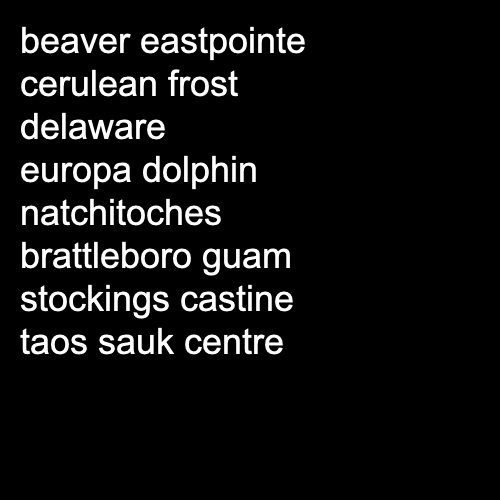 beaver eastpointe
cerulean frost
delaware
europa dolphin
natchitoches
brattleboro guam
stockings castine
taos sauk centre